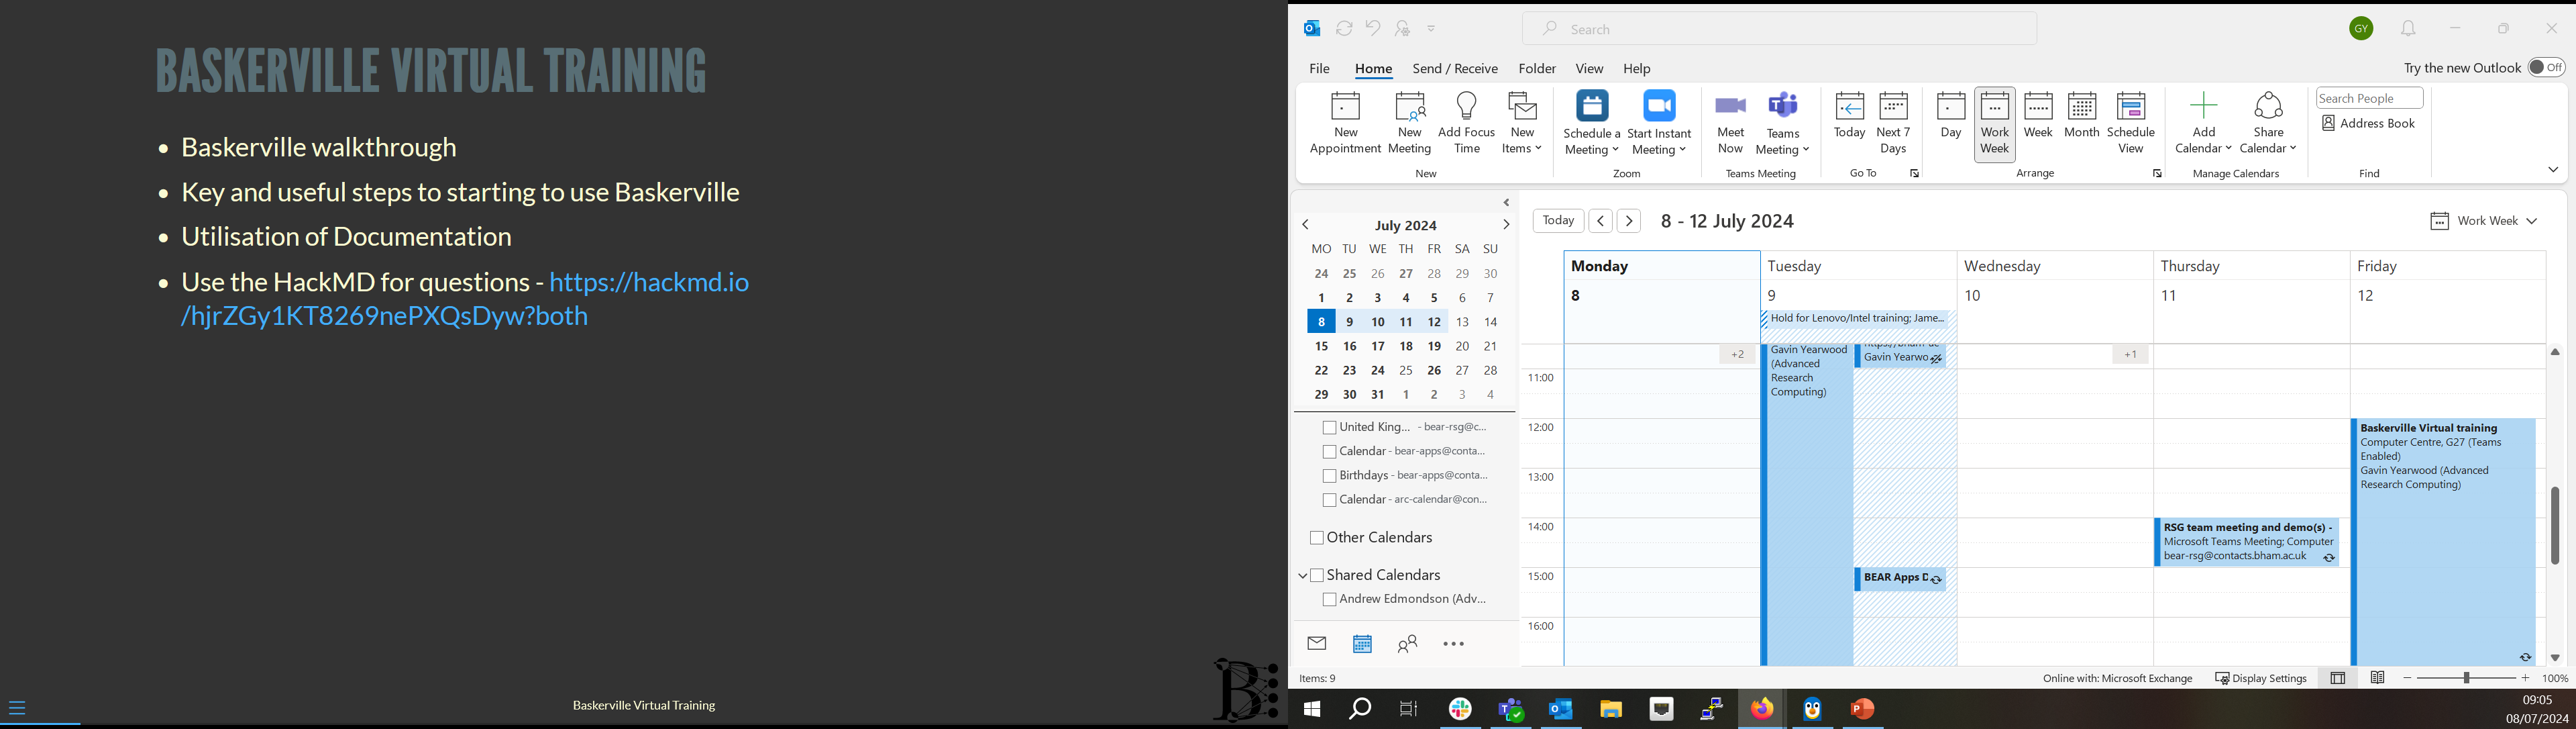 BASKERVILLE VIRTUAL TRAINING
Baskerville walkthrough
Key and useful steps to starting to use Baskerville
Utilisation of Documentation
Use the HackMD for questions - https://hackmd.io
/hjrZGy1KT8269nePXQsDyw?both
Baskerville Virtual Training
Search
GY
File Home Send / Receive Folder View Help
Try the new Outlook Off
New Appointment
New Meeting
Add Focus Time
New Items
Schedule a Meeting
Start Instant Meeting
Meet Now
Teams Meeting
Today
Next 7 Days
Day
Work Week
Week
Month
Schedule View
Add Calendar
Share Calendar
Search People
Address Book
New Zoom Teams Meeting Go To Arrange Manage Calendars Find
July 2024
MO TU WE TH FR SA SU
24 25 26 27 28 29 30
1 2 3 4 5 6 7
8 9 10 11 12 13 14
15 16 17 18 19 20 21
22 23 24 25 26 27 28
29 30 31 1 2 3 4
United King... - bear-rsg@c...
Calendar - bear-apps@conta...
Birthdays - bear-apps@conta...
Calendar - arc-calendar@con...
Other Calendars
Shared Calendars
Andrew Edmondson (Adv...
Today
8 - 12 July 2024
Work Week
Monday Tuesday Wednesday Thursday Friday
8 9 10 11 12
Hold for Lenovo/Intel training; Jame...
+2
Gavin Yearwood
(Advanced
Research
Computing)
Gavin Yearwo
+1
11:00
12:00
13:00
14:00
15:00
16:00
BEAR Apps D
RSG team meeting and demo(s) -
Microsoft Teams Meeting; Computer
bear-rsg@contacts.bham.ac.uk
Baskerville Virtual training
Computer Centre, G27 (Teams
Enabled)
Gavin Yearwood (Advanced
Research Computing)
Items: 9
Online with: Microsoft Exchange Display Settings 100%
09:05
08/07/2024